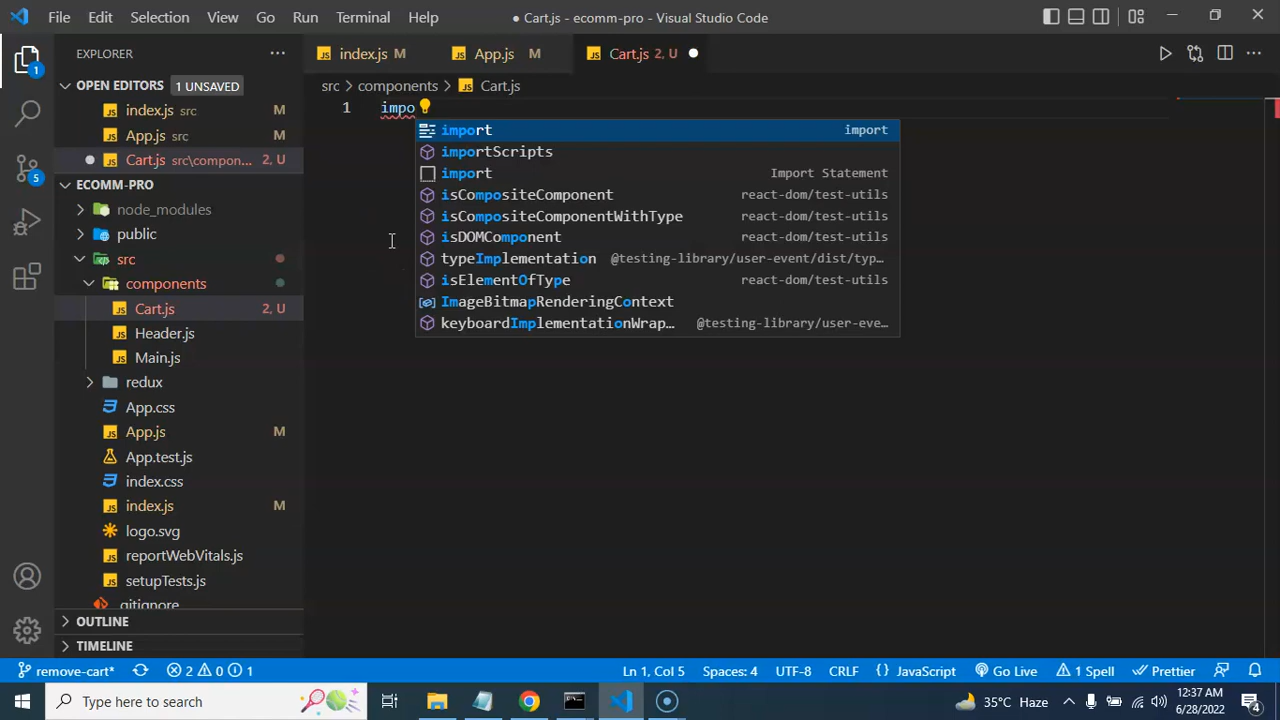 File Edit Selection View Go Run Terminal Help
● Cart.js - ecomm-pro - Visual Studio Code
EXPLORER
index.js M
App.js M
Cart.js 2, U
OPEN EDITORS 1 UNSAVED
src > components > Cart.js
index.js src M
App.js src M
Cart.js src\compon... 2, U
ECOMM-PRO
node_modules
public
src
components
Cart.js 2, U
Header.js
Main.js
redux
App.css
App.js M
App.test.js
index.css
index.js M
logo.svg
reportWebVitals.js
setupTests.js
.gitignore
OUTLINE
TIMELINE
1 impo
import import
importScripts
import Import Statement
isCompositeComponent react-dom/test-utils
isCompositeComponentWithType react-dom/test-utils
isDOMComponent react-dom/test-utils
typeImplementation @testing-library/user-event/dist/typ…
isElementOfType react-dom/test-utils
ImageBitmapRenderingContext
keyboardImplementationWrap… @testing-library/user-eve…
1
5
remove-cart* 2 0 1 Ln 1, Col 5 Spaces: 4 UTF-8 CRLF { } JavaScript Go Live 1 Spell Prettier
Type here to search
35°C Haze
12:37 AM
6/28/2022
4